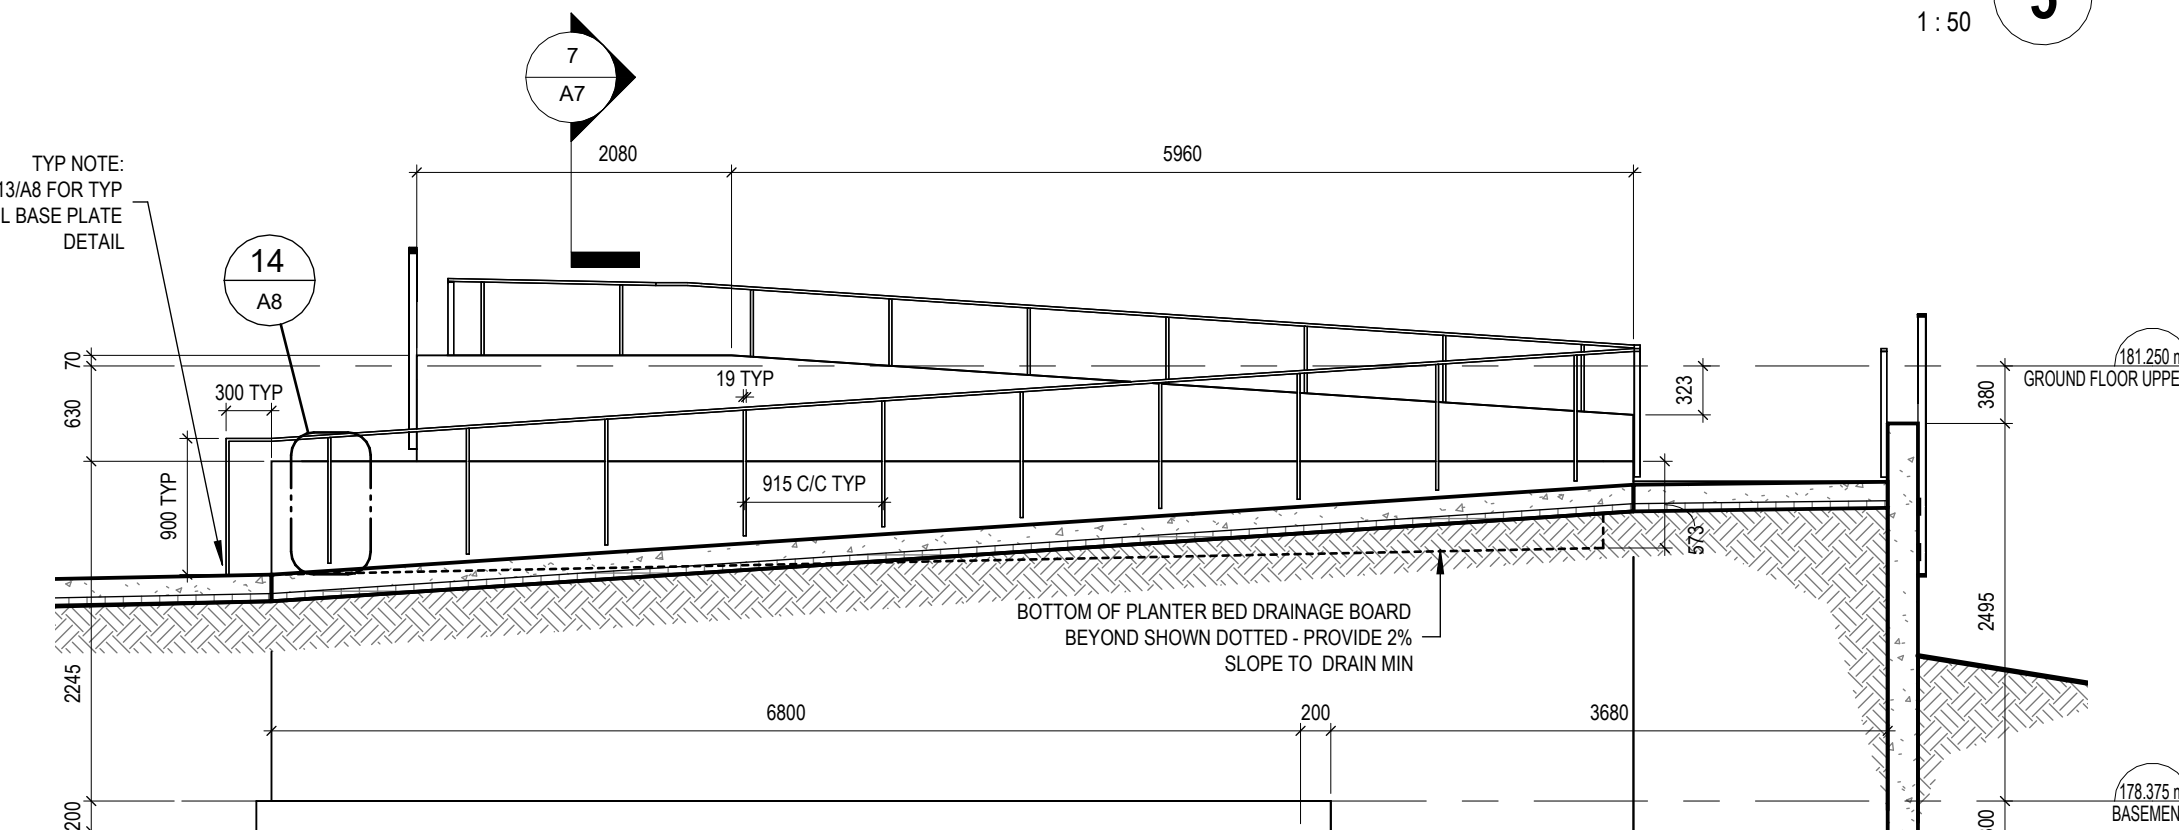 1 : 50
7
A7
2080
5960
TYP NOTE:
13/A8 FOR TYP
BASE PLATE
DETAIL
14
A8
70
630
300 TYP
19 TYP
323
380
181.250
GROUND FLOOR
900 TYP
915 C/C TYP
573
BOTTOM OF PLANTER BED DRAINAGE BOARD
BEYOND SHOWN DOTTED - PROVIDE 2%
SLOPE TO DRAIN MIN
2495
2245
6800
200
3680
200
178.375